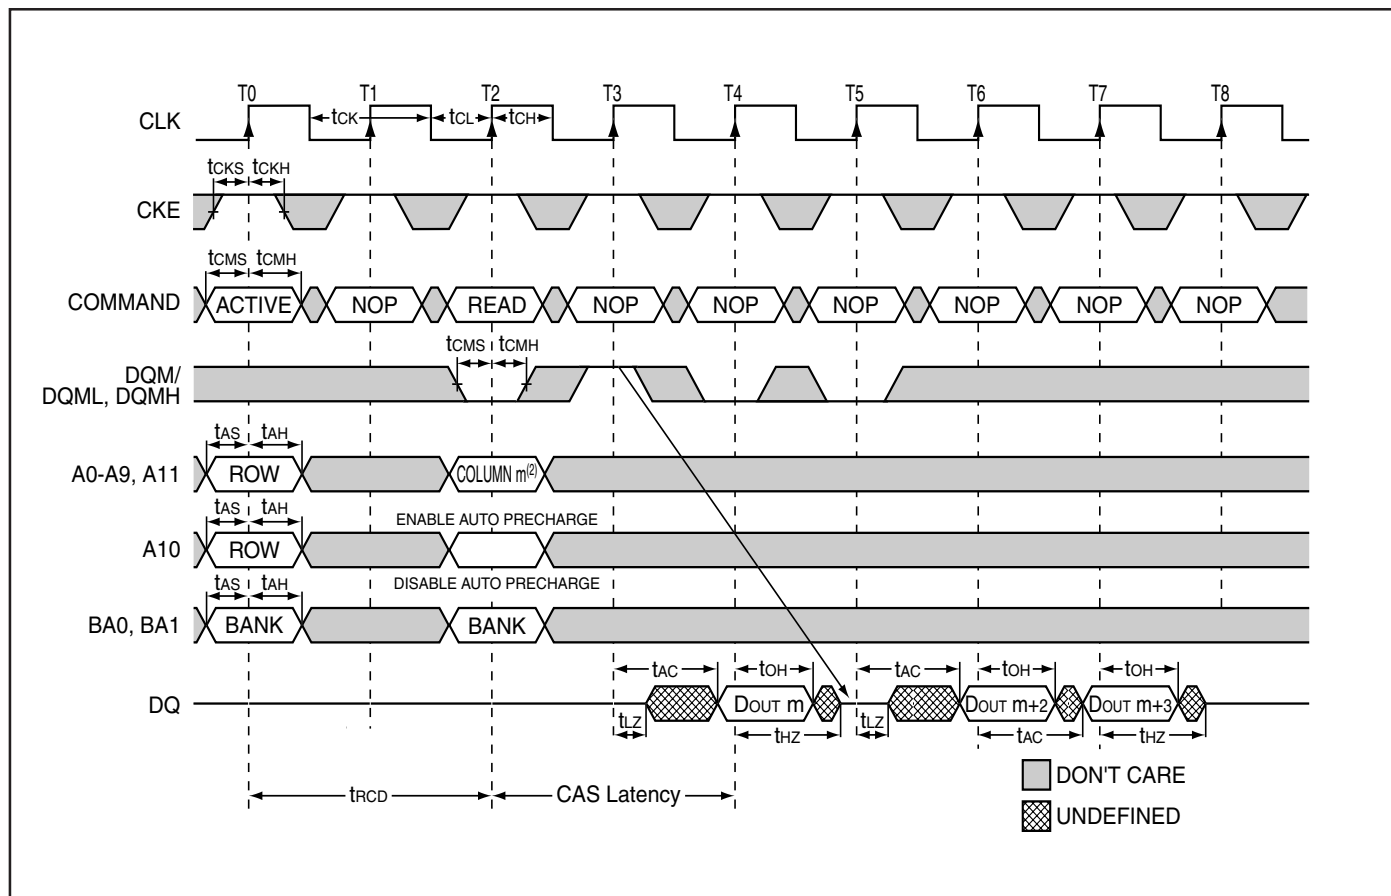 T0 T1 T2 T3 T4 T5 T6 T7 T8
CLK tCK tCL tCH
tCKS tCKH
CKE
tCMS tCMH
COMMAND ACTIVE NOP READ NOP NOP NOP NOP NOP NOP
tCMS tCMH
DQM/
DQML, DQMH
tAS tAH
A0-A9, A11 ROW COLUMN m(2)
tAS tAH ENABLE AUTO PRECHARGE
A10 ROW
tAS tAH DISABLE AUTO PRECHARGE
BA0, BA1 BANK BANK
tAC tOH tAC tOH tOH
DQ DOUT m DOUT m+2 DOUT m+3
tLZ tHZ tLZ tAC tHZ
DON'T CARE
tRCD CAS Latency
UNDEFINED